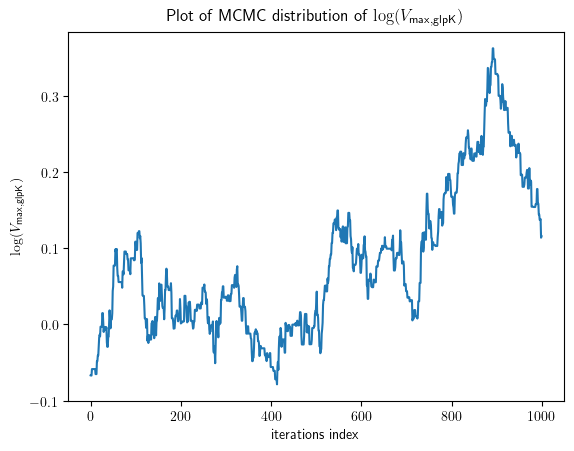 Plot of MCMC distribution of log(V_max,glpK)
log(V_max,glpK)
0.3
0.2
0.1
0.0
−0.1
0 200 400 600 800 1000
iterations index